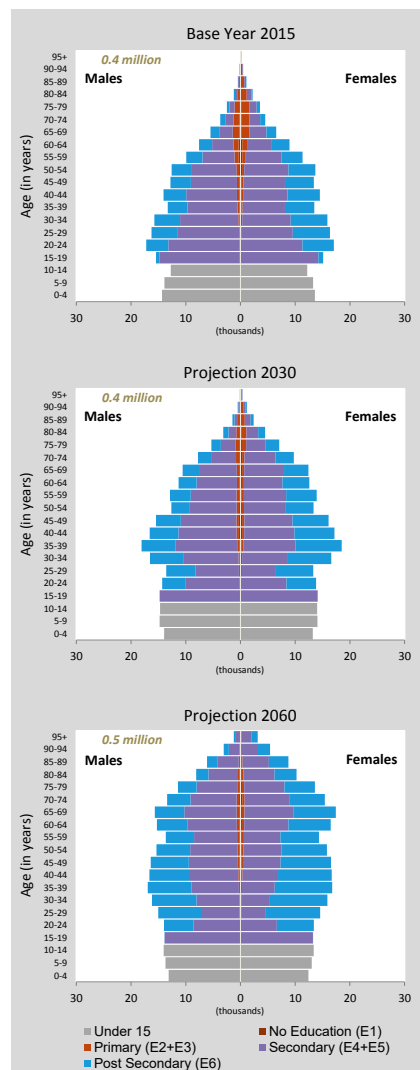 Base Year 2015
0.4 million
Males
Females
Age (in years)
95+
90-94
85-89
80-84
75-79
70-74
65-69
60-64
55-59
50-54
45-49
40-44
35-39
30-34
25-29
20-24
15-19
10-14
5-9
0-4
30 20 10 0 10 20 30
(thousands)
Projection 2030
0.4 million
Males
Females
Age (in years)
95+
90-94
85-89
80-84
75-79
70-74
65-69
60-64
55-59
50-54
45-49
40-44
35-39
30-34
25-29
20-24
15-19
10-14
5-9
0-4
30 20 10 0 10 20 30
(thousands)
Projection 2060
0.5 million
Males
Females
Age (in years)
95+
90-94
85-89
80-84
75-79
70-74
65-69
60-64
55-59
50-54
45-49
40-44
35-39
30-34
25-29
20-24
15-19
10-14
5-9
0-4
30 20 10 0 10 20 30
(thousands)
Under 15 No Education (E1)
Primary (E2+E3) Secondary (E4+E5)
Post Secondary (E6)